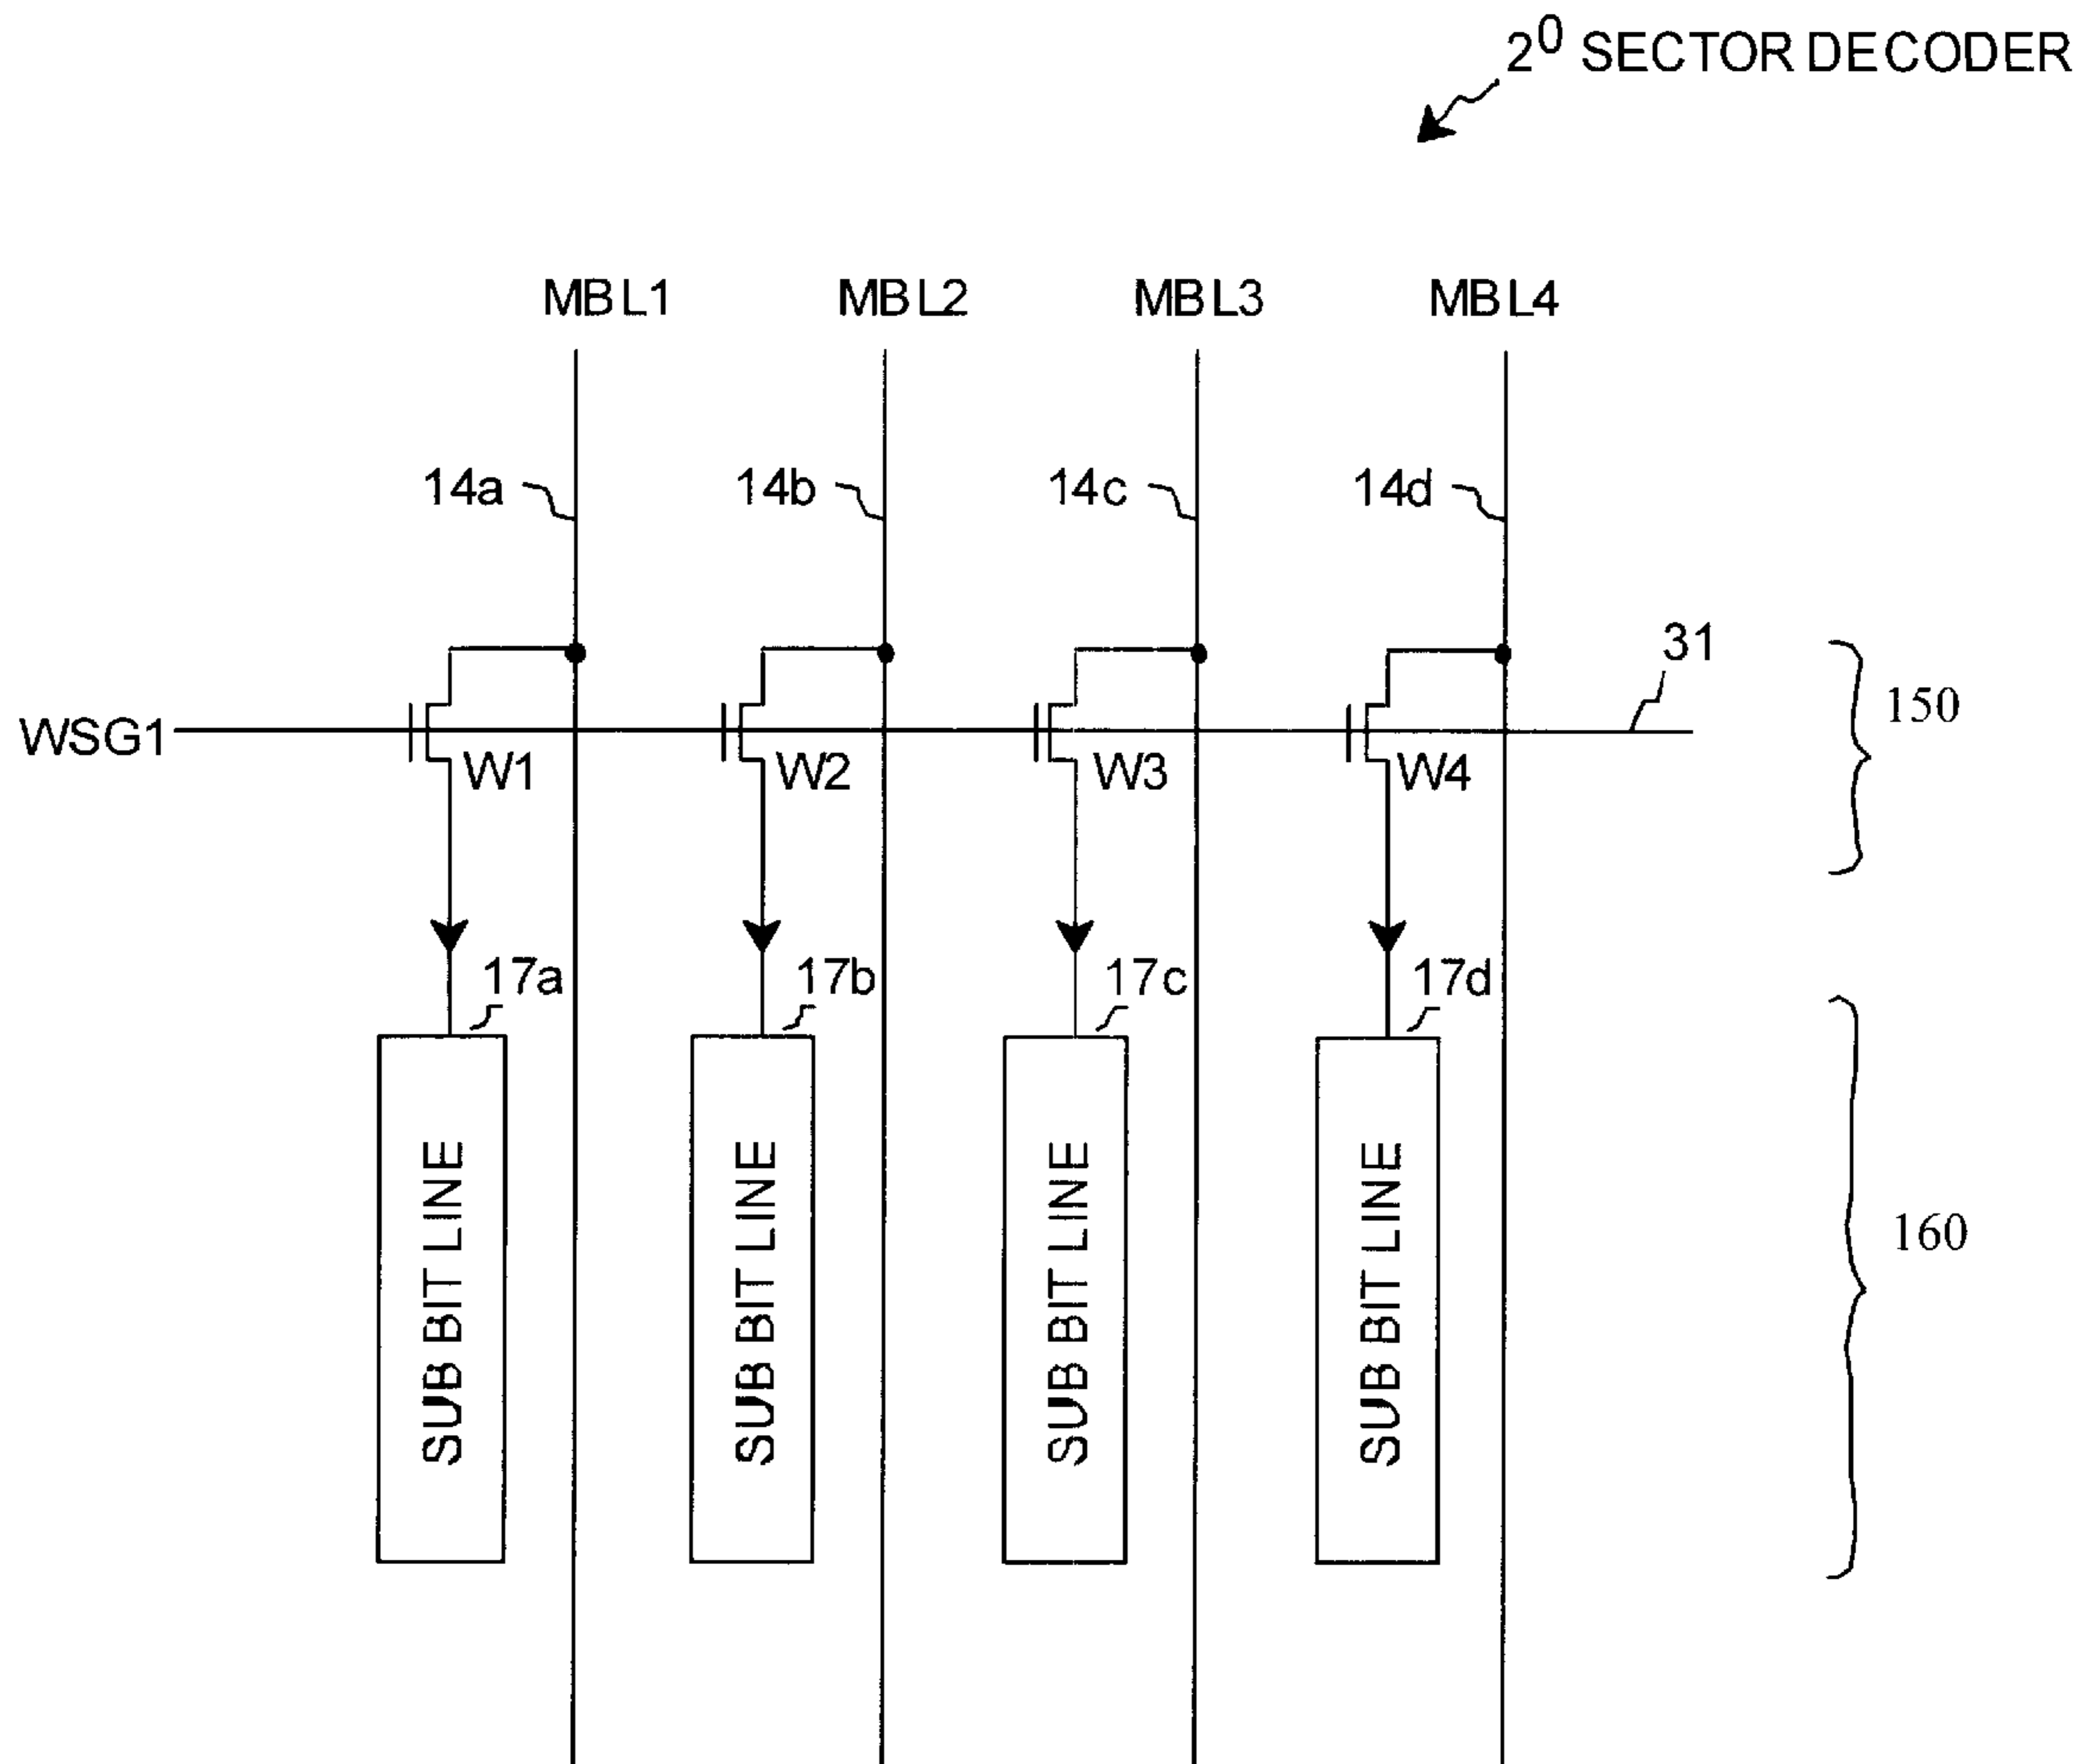 2⁰ SECTOR DECODER
MBL1 MBL2 MBL3 MBL4
14a 14b 14c 14d
31
150
WSG1
W1 W2 W3 W4
17a 17b 17c 17d
160
SUB BIT LINE
SUB BIT LINE
SUB BIT LINE
SUB BIT LINE